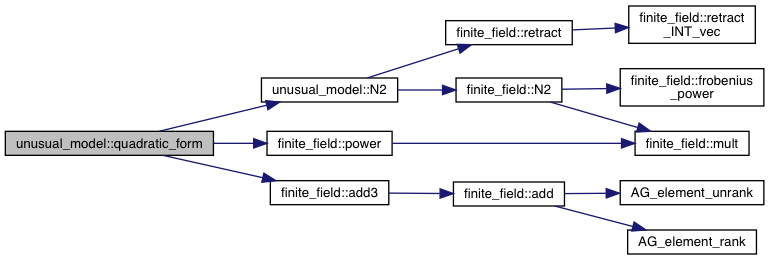 unusual_model::quadratic_form
unusual_model::N2
finite_field::power
finite_field::add3
finite_field::retract
finite_field::N2
finite_field::add
finite_field::retract
_INT_vec
finite_field::frobenius
_power
finite_field::mult
AG_element_unrank
AG_element_rank